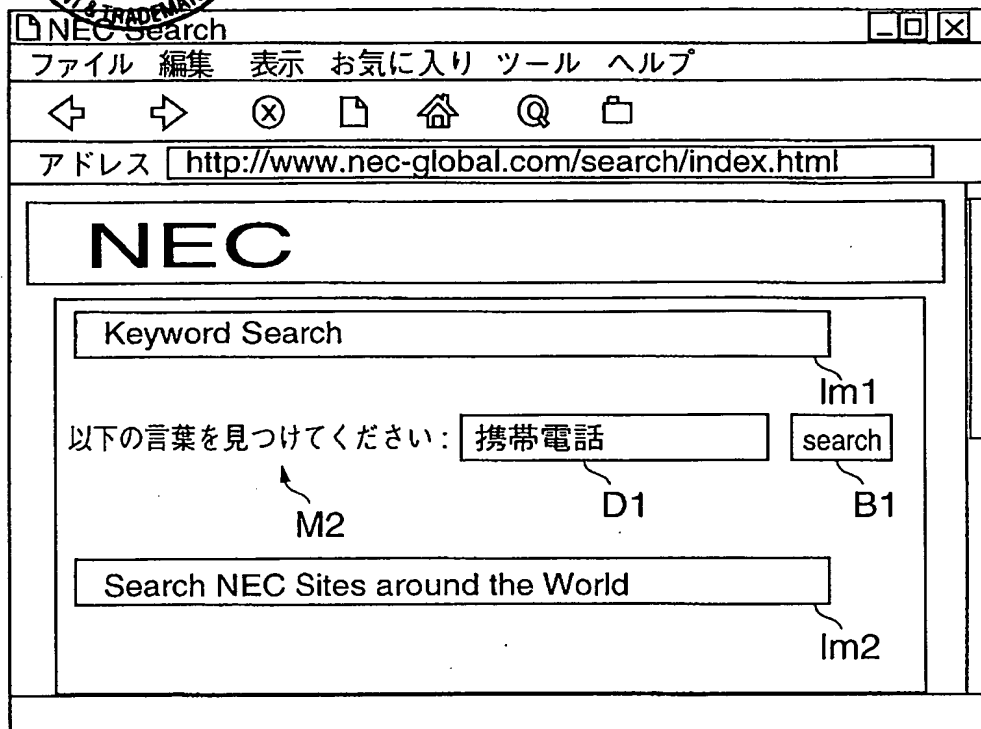 & TRADEMA
NEC Search
ファイル 編集 表示 お気に入り ツール ヘルプ
アドレス http://www.nec-global.com/search/index.html
NEC
Keyword Search
Im1
以下の言葉を見つけてください: 携帯電話 search
M2 D1 B1
Search NEC Sites around the World
Im2